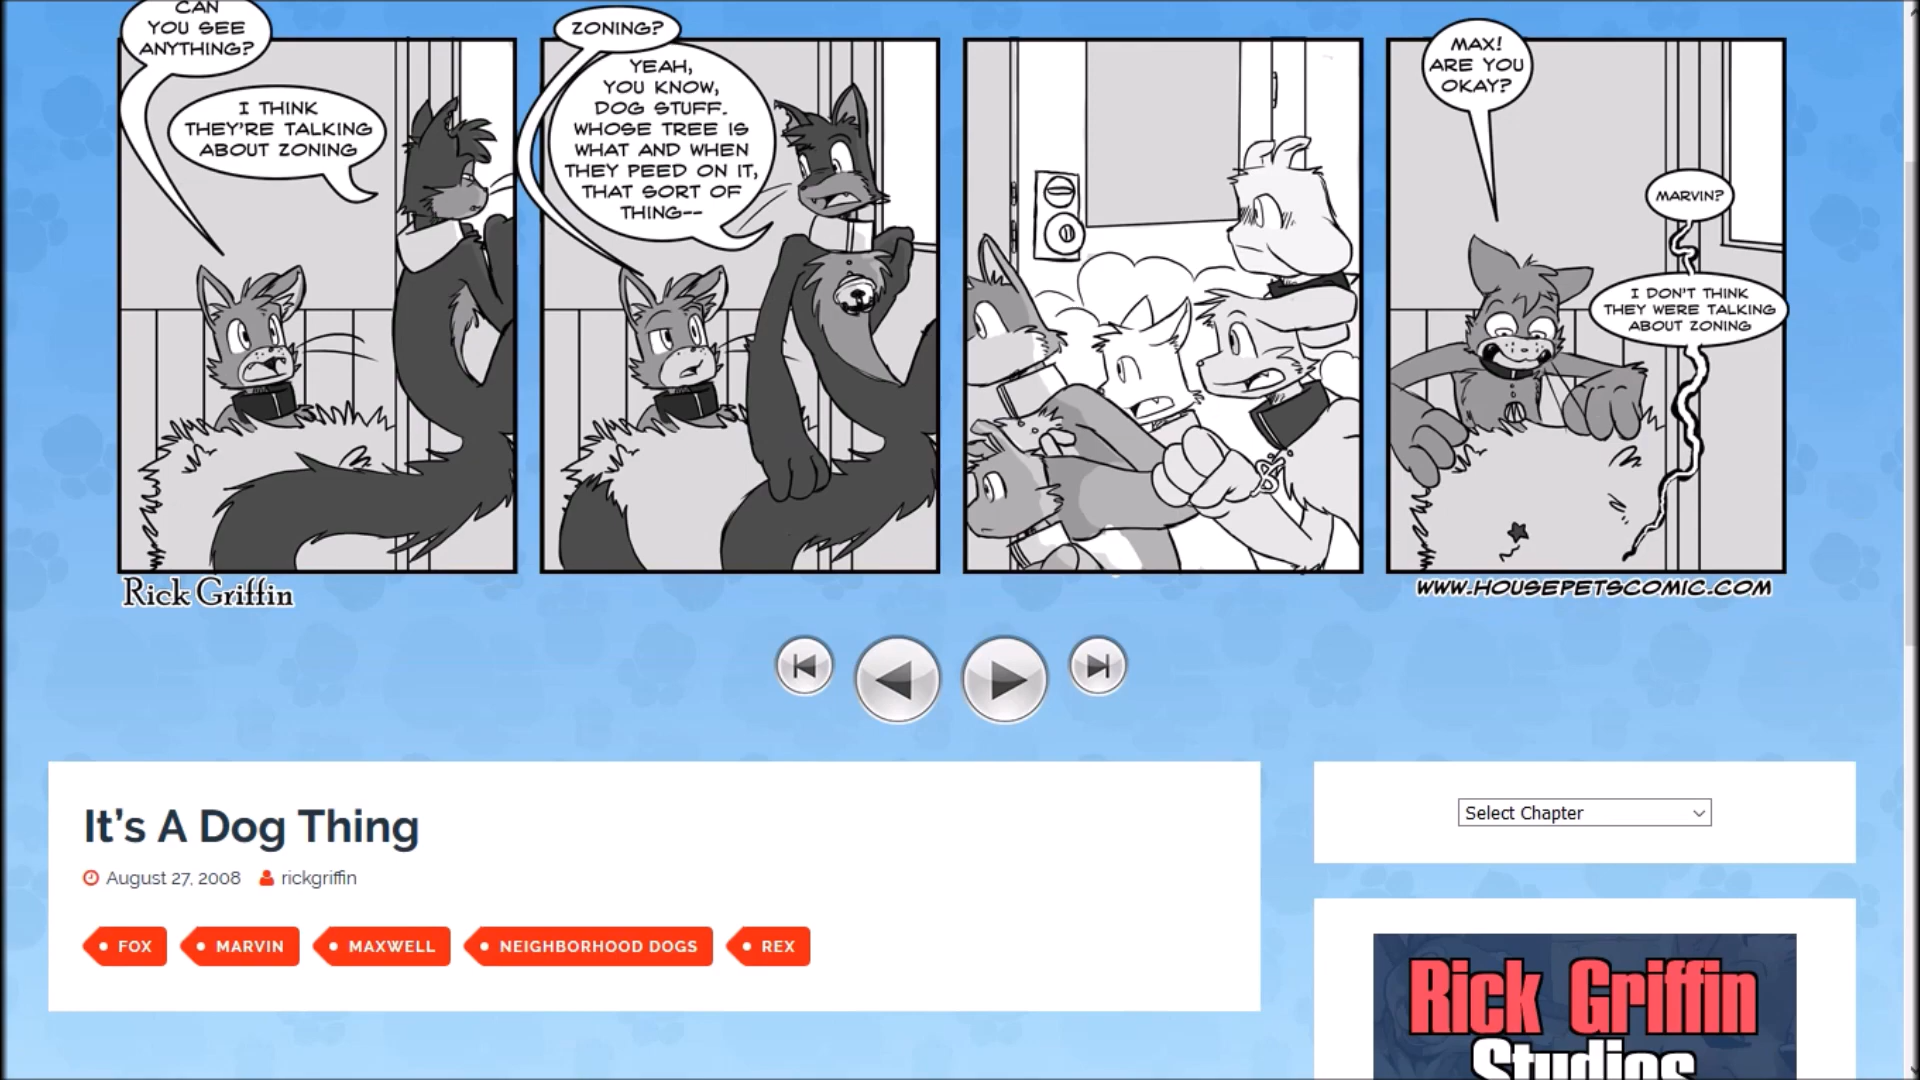 CAN
YOU SEE
ANYTHING?
I THINK
THEY'RE TALKING
ABOUT ZONING
ZONING?
YEAH,
YOU KNOW,
DOG STUFF.
WHOSE TREE IS
WHAT AND WHEN
THEY PEED ON IT,
THAT SORT OF
THING--
MAX!
ARE YOU
OKAY?
MARVIN?
I DON'T THINK
THEY WERE TALKING
ABOUT ZONING
Rick Griffin
WWW.HOUSEPETSCOMIC.COM
It's A Dog Thing
August 27, 2008 rickgriffin
FOX MARVIN MAXWELL NEIGHBORHOOD DOGS REX
Select Chapter
Rick Griffin
Studios